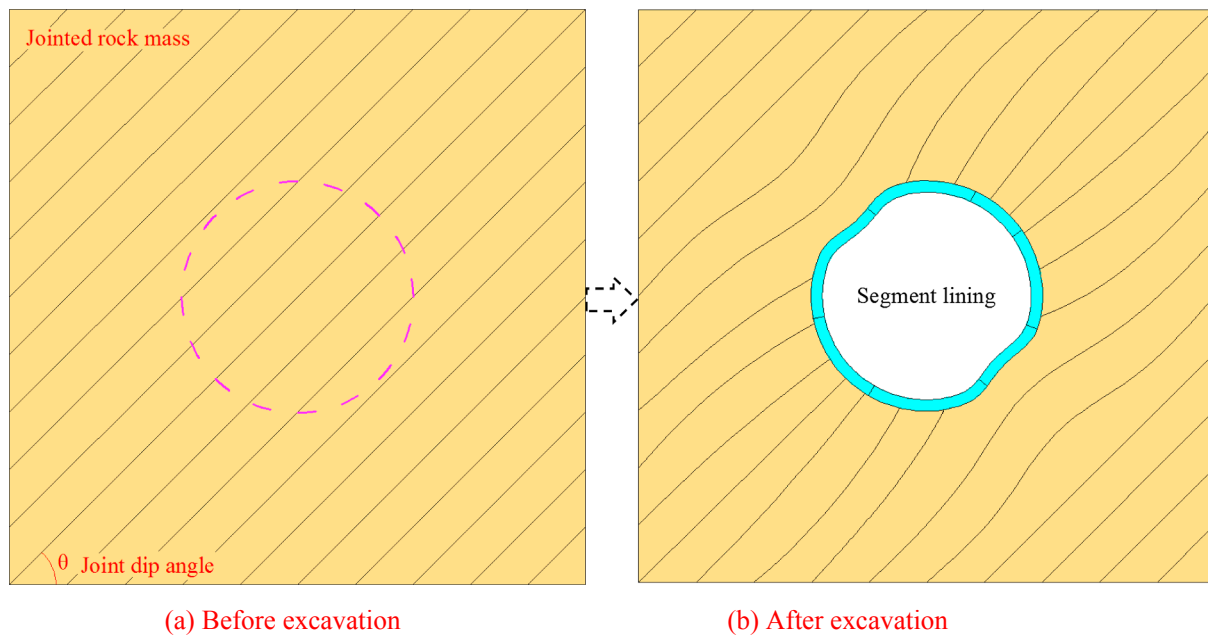 Jointed rock mass
Segment lining
θ Joint dip angle
(a) Before excavation
(b) After excavation